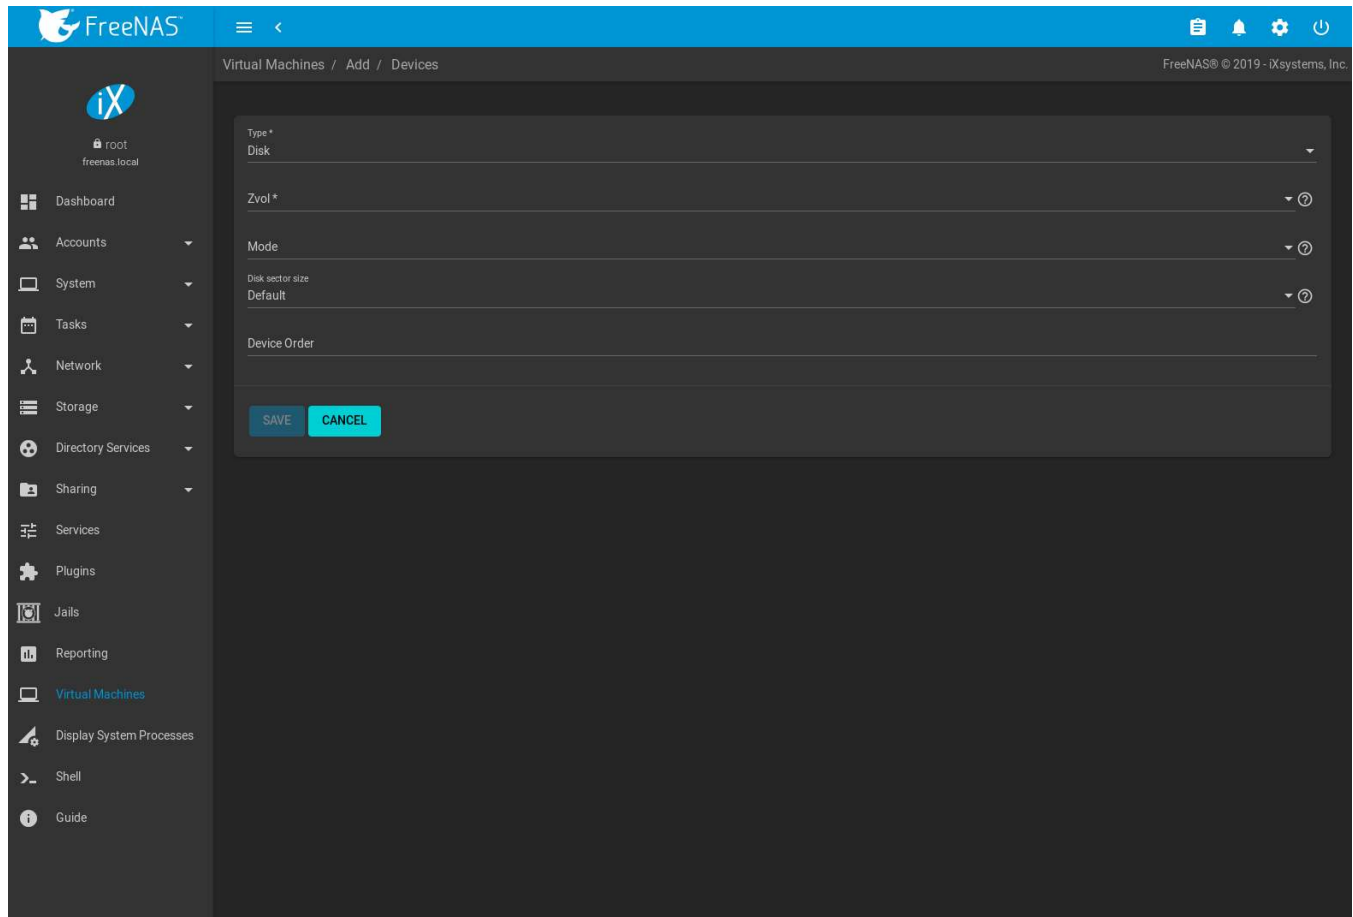 FreeNAS
Virtual Machines / Add / Devices
FreeNAS® © 2019 - iXsystems, Inc.
iX
root
freenas.local
Dashboard
Accounts
System
Tasks
Network
Storage
Directory Services
Sharing
Services
Plugins
Jails
Reporting
Virtual Machines
Display System Processes
Shell
Guide
Type *
Disk
Zvol *
Mode
Disk sector size
Default
Device Order
SAVE CANCEL